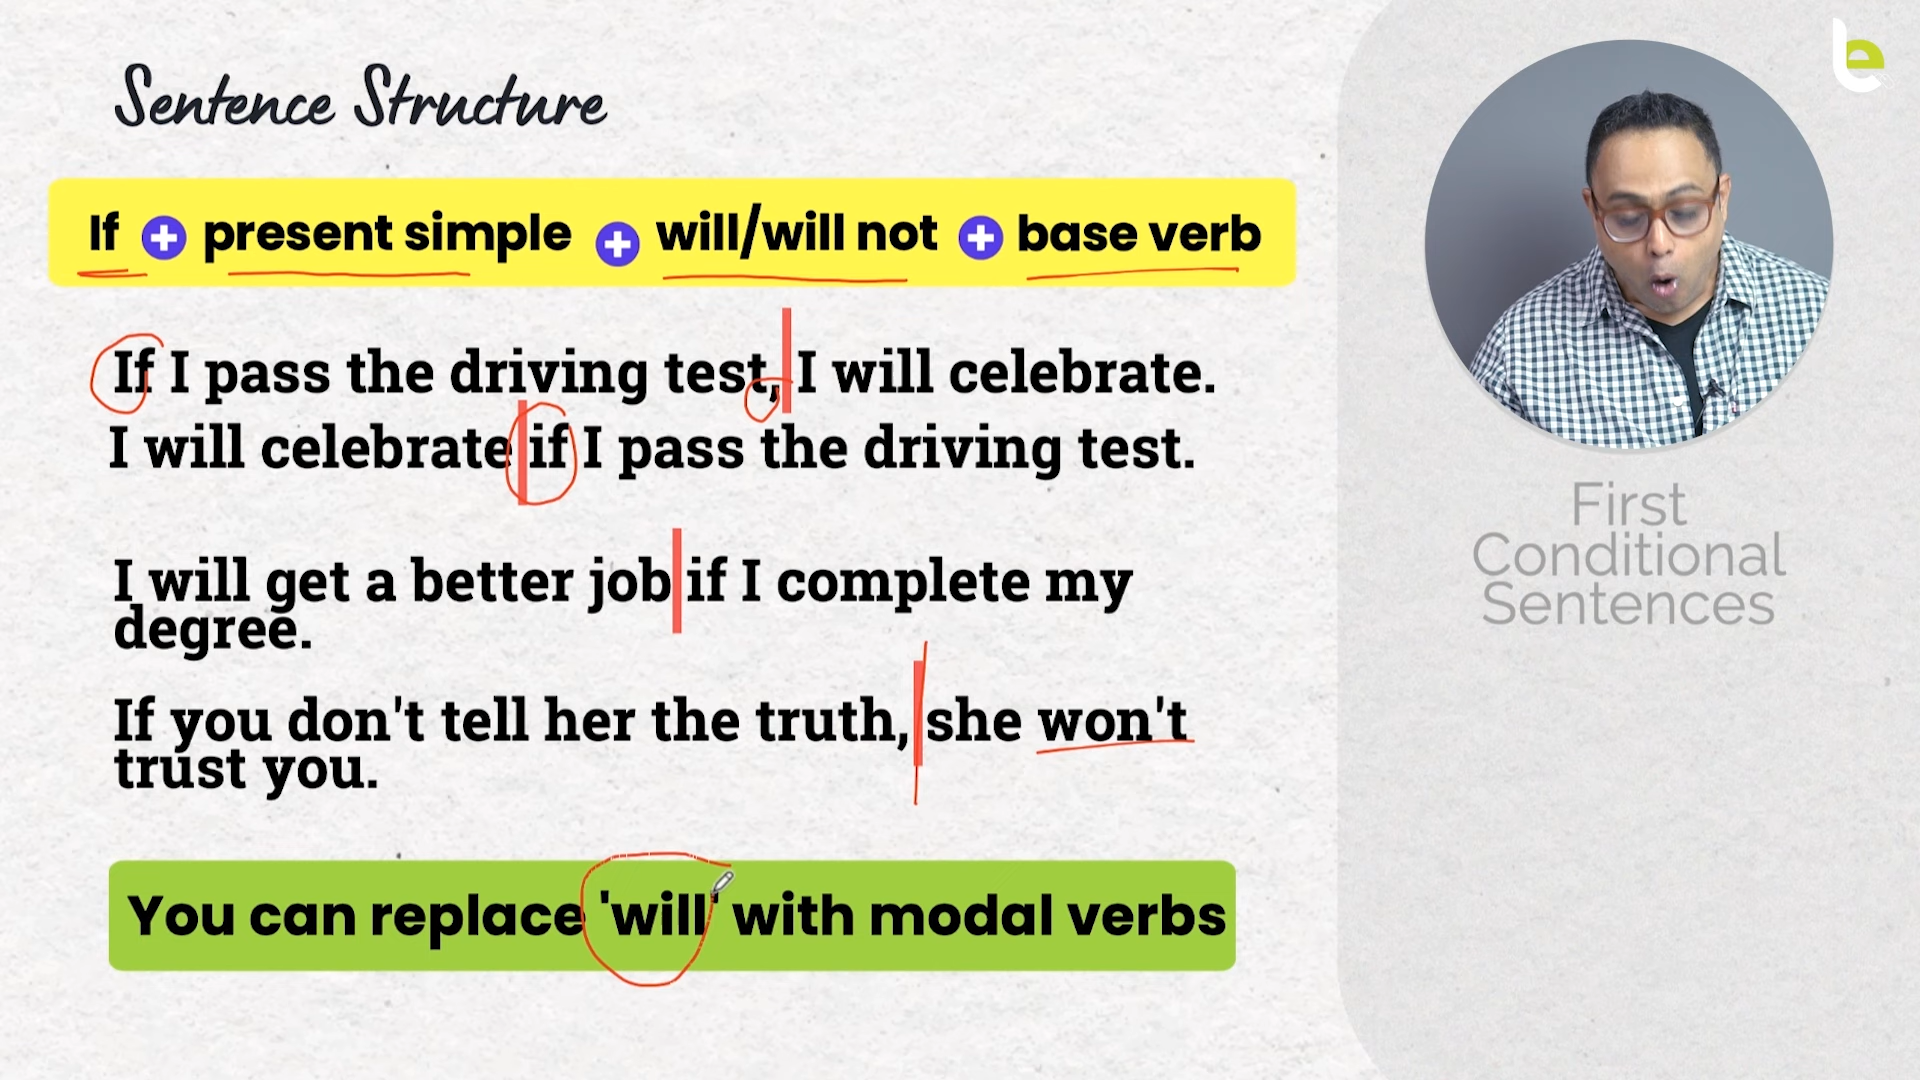 Sentence Structure
If + present simple + will/will not + base verb
If I pass the driving test, I will celebrate.
I will celebrate if I pass the driving test.
I will get a better job if I complete my
degree.
If you don't tell her the truth, she won't
trust you.
You can replace 'will' with modal verbs
First
Conditional
Sentences